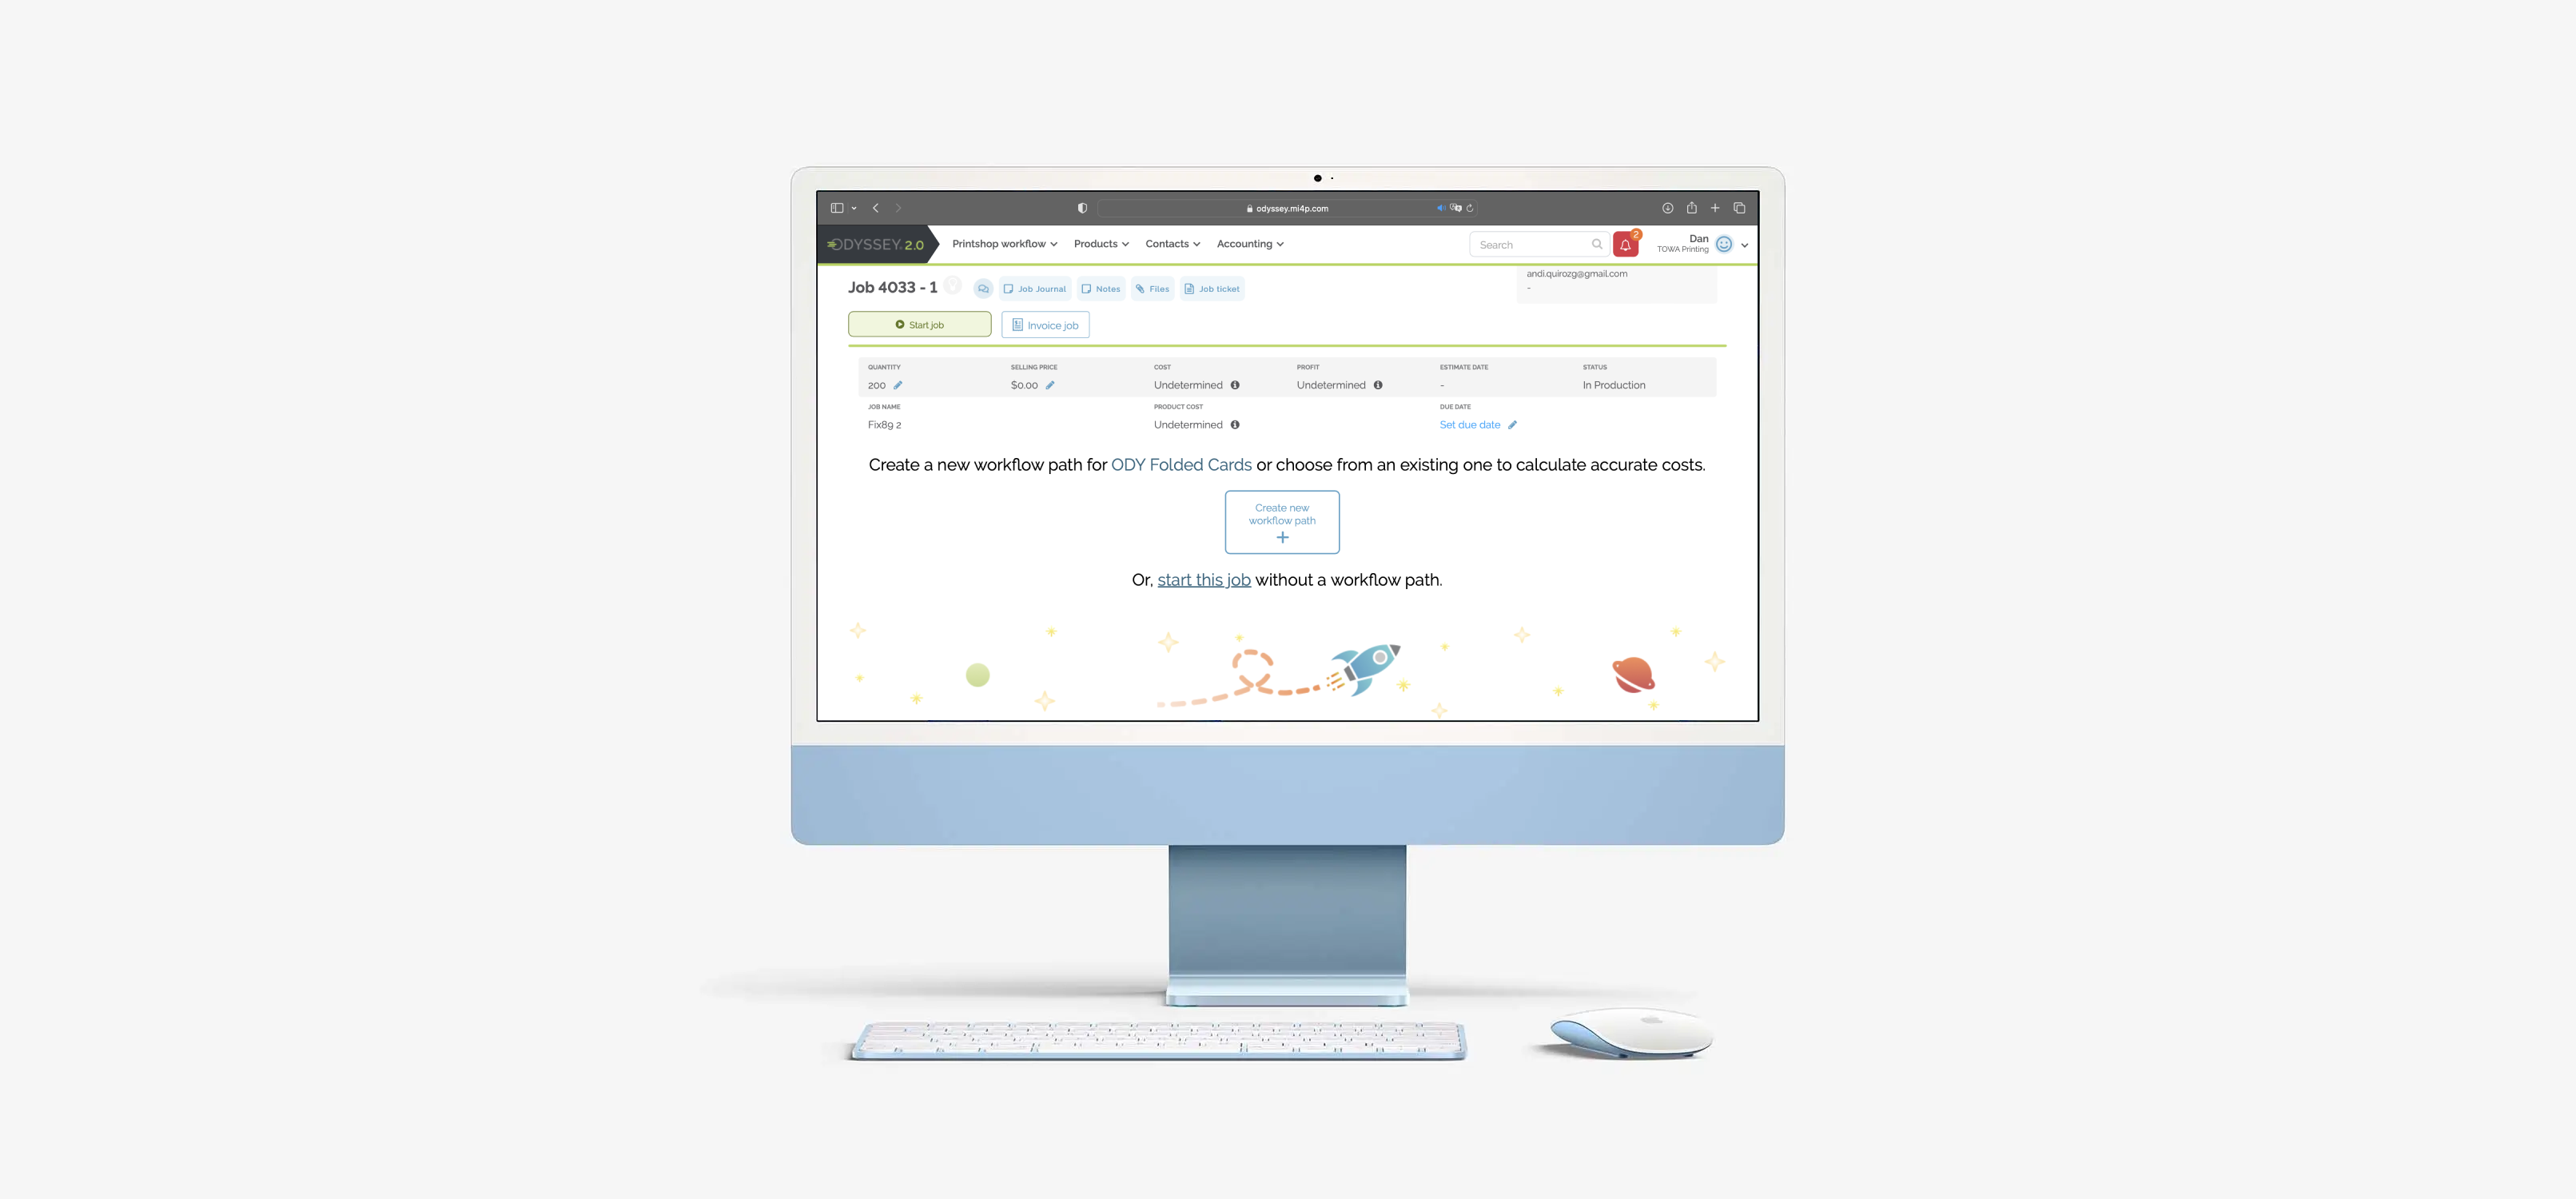 odyssey.mi4p.com
ODYSSEY 2.0 Printshop workflow Products Contacts Accounting Search 2 Dan
TOWA Printing
andi.quirozg@gmail.com
-
Job 4033 - 1 Job Journal Notes Files Job ticket
Start job Invoice job
QUANTITY SELLING PRICE COST PROFIT ESTIMATE DATE STATUS
200 $0.00 Undetermined Undetermined - In Production
JOB NAME PRODUCT COST DUE DATE
Fix89 2 Undetermined Set due date
Create a new workflow path for ODY Folded Cards or choose from an existing one to calculate accurate costs.
Create new
workflow path
+
Or, start this job without a workflow path.